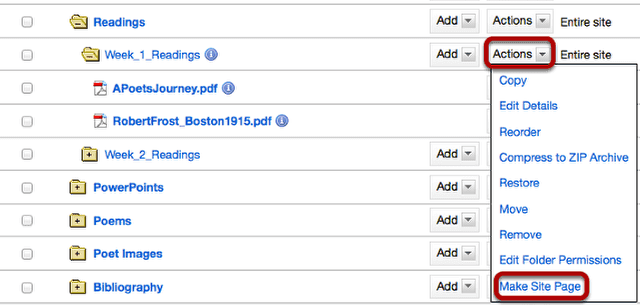 Readings Add Actions Entire site
Week_1_Readings Add Actions Entire site
APoetsJourney.pdf Copy
RobertFrost_Boston1915.pdf Edit Details
Reorder
Week_2_Readings Add Compress to ZIP Archive
PowerPoints Add Restore
Poems Add Move
Remove
Poet Images Add Edit Folder Permissions
Bibliography Add Make Site Page